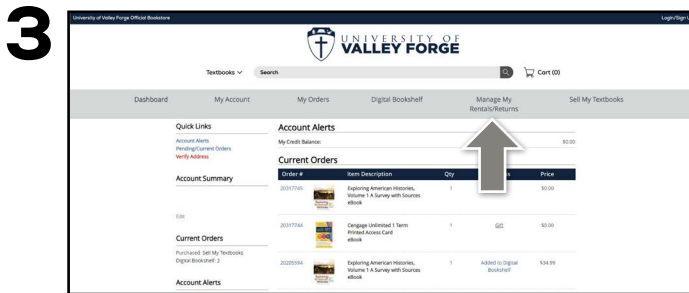 3
University of Valley Forge Official Bookstore
Login/Sign
UNIVERSITY OF
VALLEY FORGE
Textbooks
Search
Cart (0)
Dashboard
My Account
My Orders
Digital Bookshelf
Manage My
Rentals/Returns
Sell My Textbooks
Quick Links
Account Alerts
Pending/Current Orders
Verify Address
Account Summary
Edit
Current Orders
Purchased: Sell My Textbooks
Digital Bookshelf: 2
Account Alerts
Account Alerts
My Credit Balance: $0.00
Current Orders
Order # Item Description Qty Price
20317745 Exploring American Histories, 1 $0.00
Volume 1 A Survey with Sources
eBook
20317744 Cengage Unlimited 1 Term 1 Gift $0.00
Printed Access Card
eBook
20205594 Exploring American Histories, 1 Added to Digital $34.99
Volume 1 A Survey with Sources Bookshelf
eBook